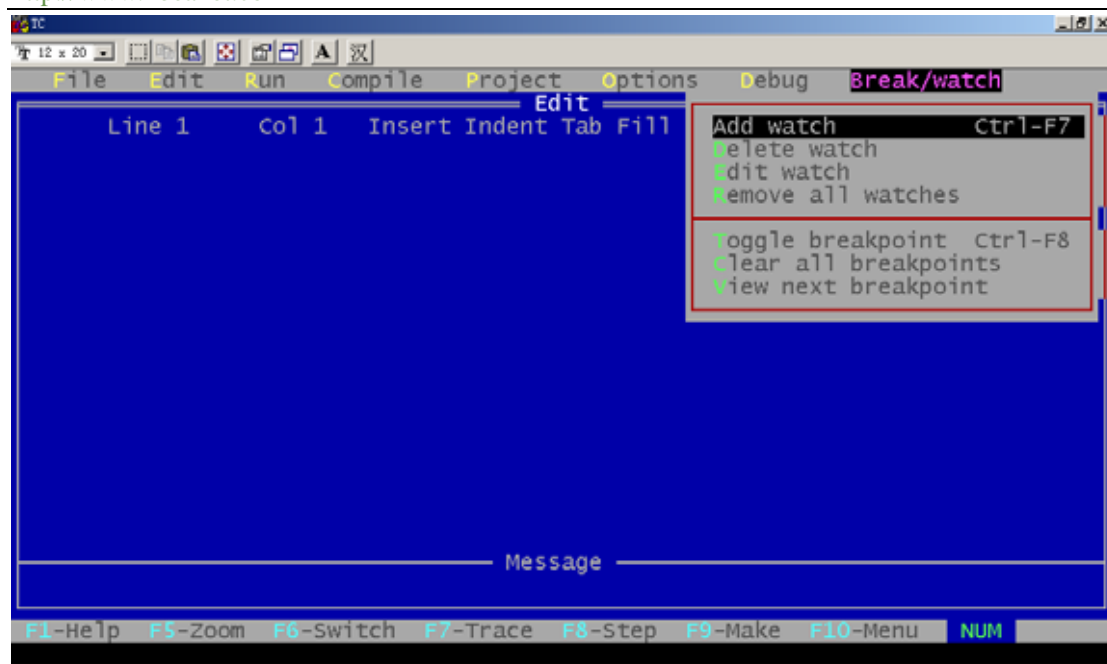 TC
12 x 20 A 汉
File Edit Run Compile Project Options Debug Break/watch
Edit
Line 1 Col 1 Insert Indent Tab Fill
Add watch Ctrl-F7
Delete watch
Edit watch
Remove all watches
Toggle breakpoint Ctrl-F8
Clear all breakpoints
View next breakpoint
Message
F1-Help F5-Zoom F6-Switch F7-Trace F8-Step F9-Make F10-Menu NUM